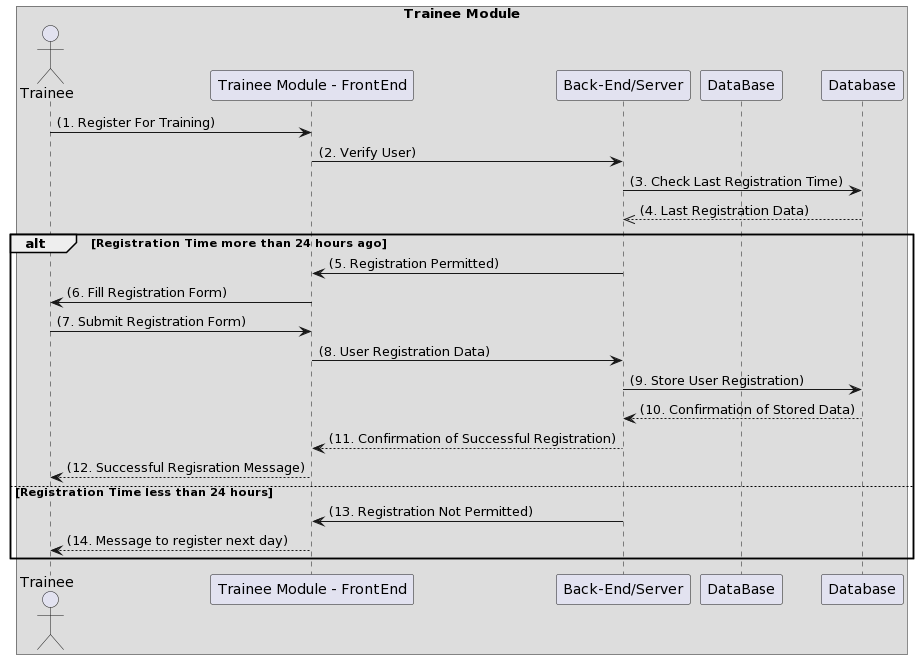 Trainee Module
Trainee
Trainee Module - FrontEnd
Back-End/Server
DataBase
Database
(1. Register For Training)
(2. Verify User)
(3. Check Last Registration Time)
(4. Last Registration Data)
alt [Registration Time more than 24 hours ago]
(5. Registration Permitted)
(6. Fill Registration Form)
(7. Submit Registration Form)
(8. User Registration Data)
(9. Store User Registration)
(10. Confirmation of Stored Data)
(11. Confirmation of Successful Registration)
(12. Successful Regisration Message)
[Registration Time less than 24 hours]
(13. Registration Not Permitted)
(14. Message to register next day)
Trainee
Trainee Module - FrontEnd
Back-End/Server
DataBase
Database